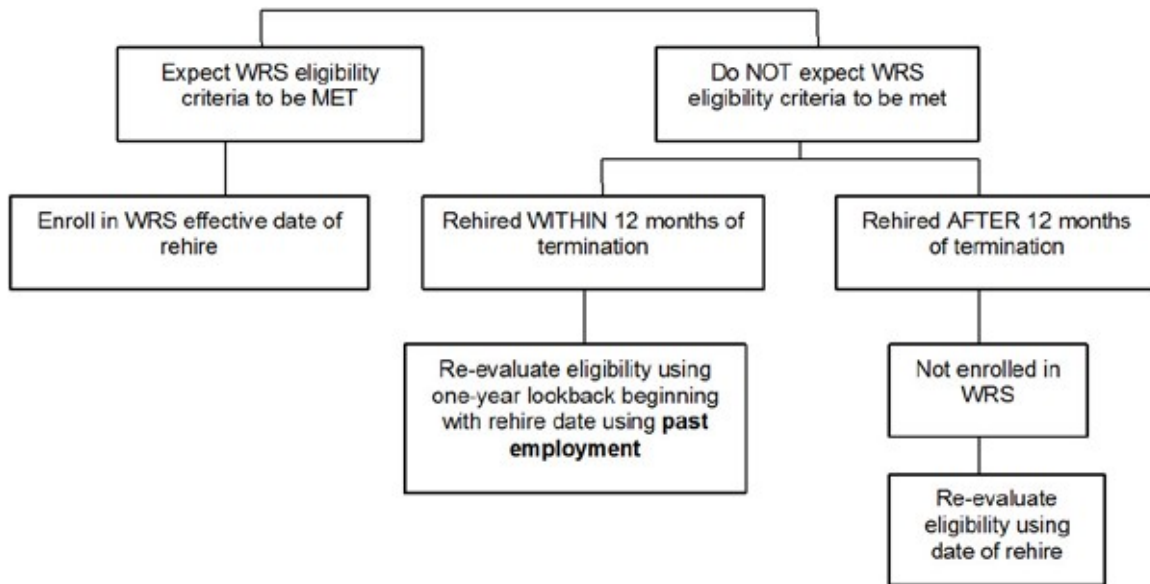 Expect WRS eligibility
criteria to be MET
Do NOT expect WRS
eligibility criteria to be met
Enroll in WRS effective date of
rehire
Rehired WITHIN 12 months of
termination
Rehired AFTER 12 months
of termination
Re-evaluate eligibility using
one-year lookback beginning
with rehire date using past
employment
Not enrolled in
WRS
Re-evaluate
eligibility using
date of rehire